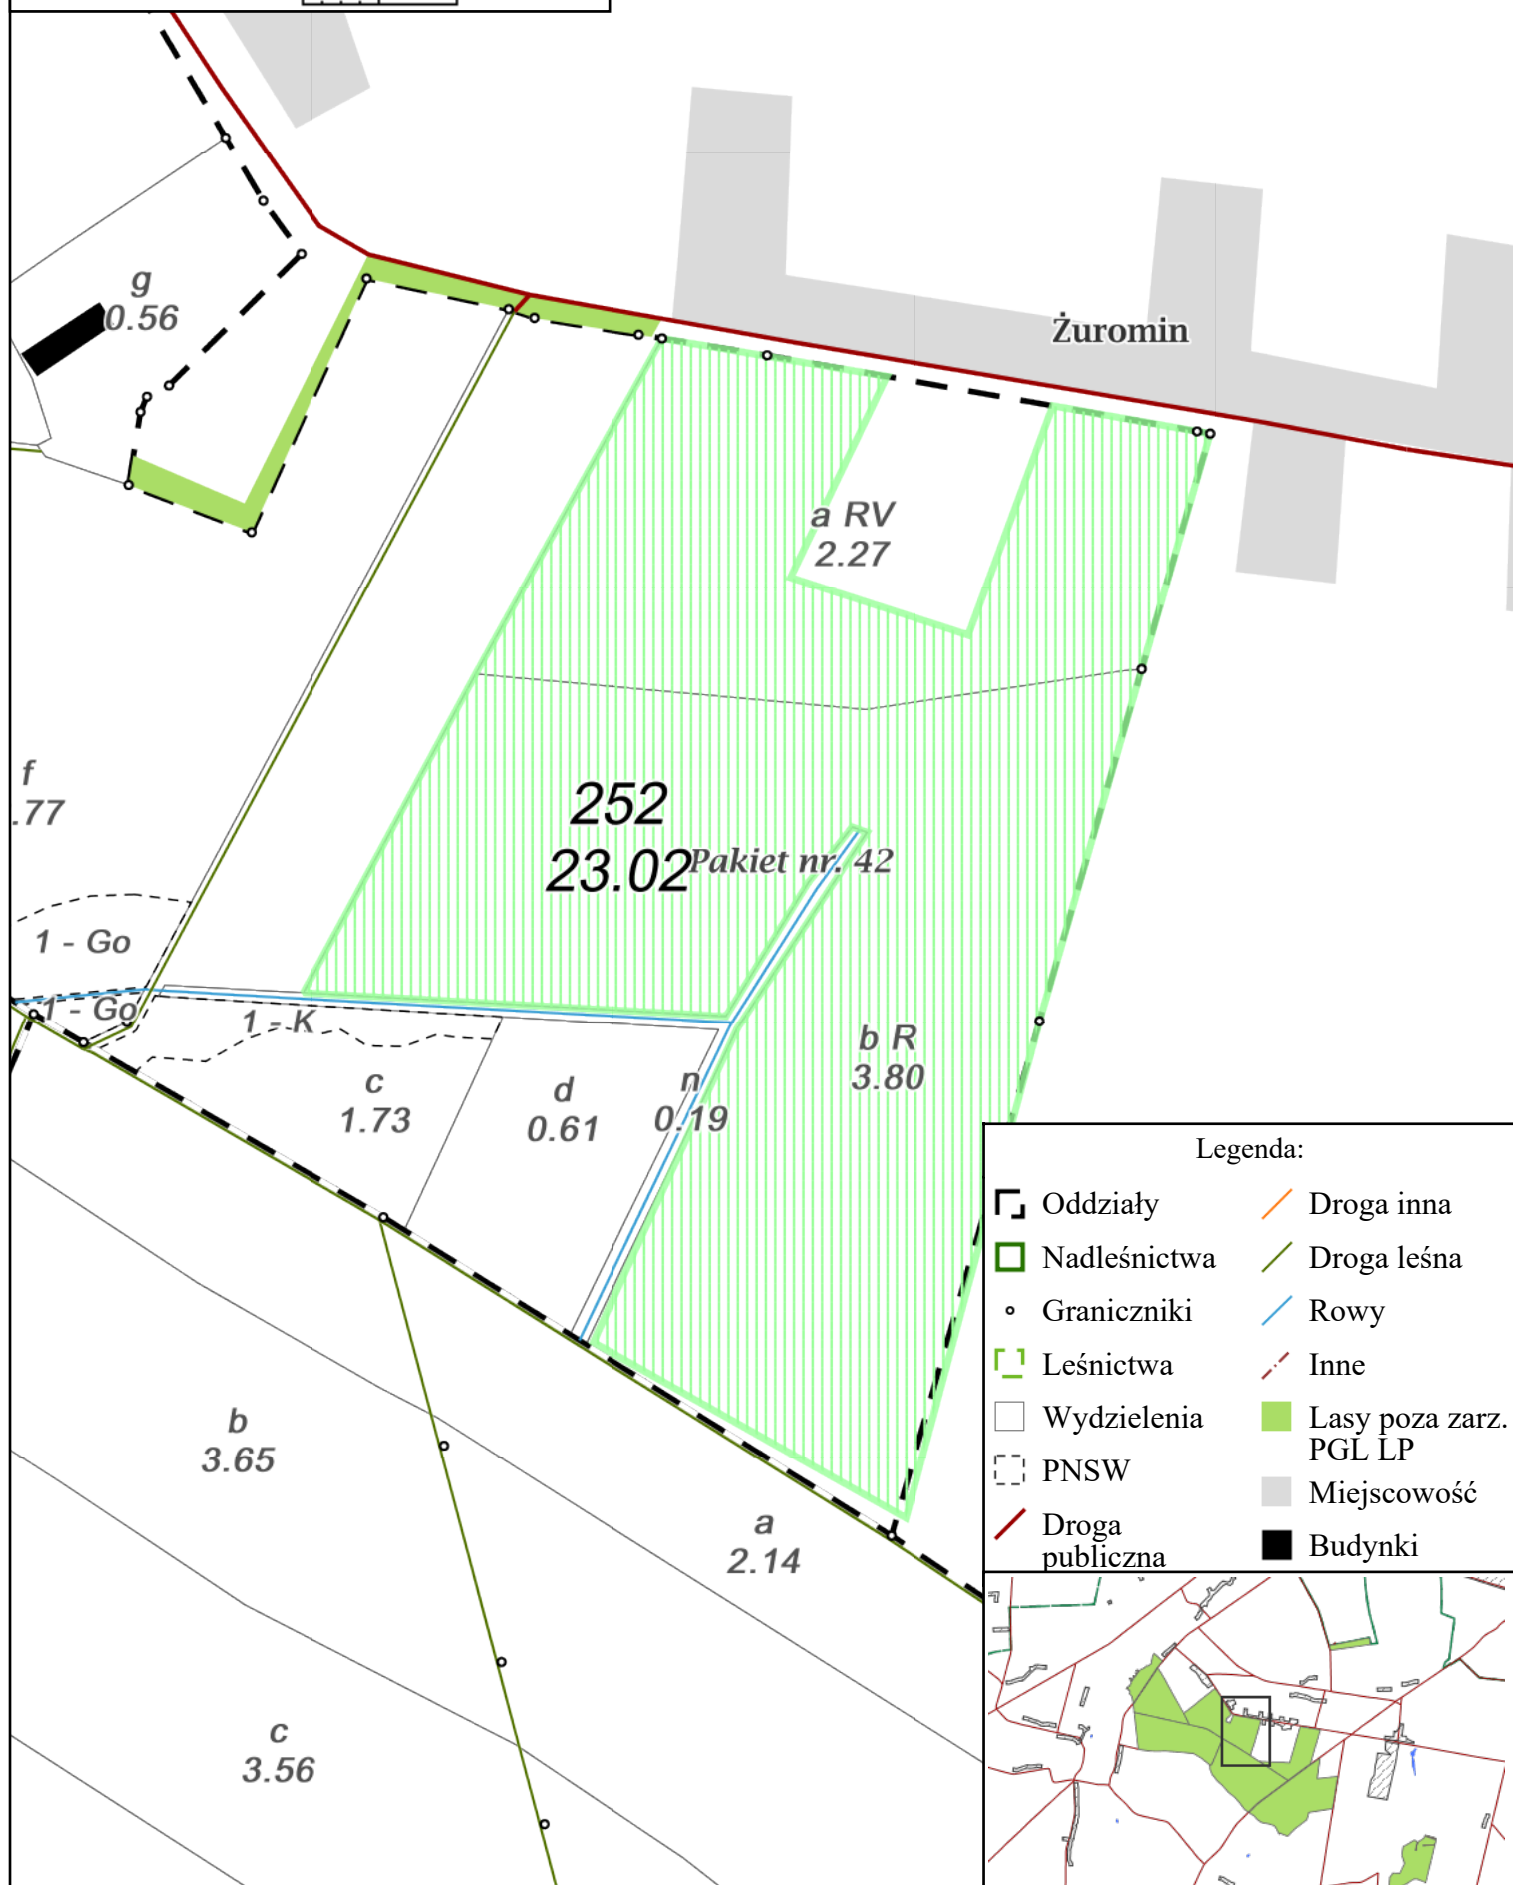 g
0.56
Żuromin
a RV
2.27
f
.77
252
23.02
Pakiet nr. 42
1 - Go
1 - Go
1 - K
b R
3.80
c
1.73
d
0.61
n
0.19
b
3.65
a
2.14
c
3.56
Legenda:
Oddziały
Nadleśnictwa
Graniczniki
Leśnictwa
Wydzielenia
PNSW
Droga
publiczna
Droga inna
Droga leśna
Rowy
Inne
Lasy poza zarz.
PGL LP
Miejscowość
Budynki